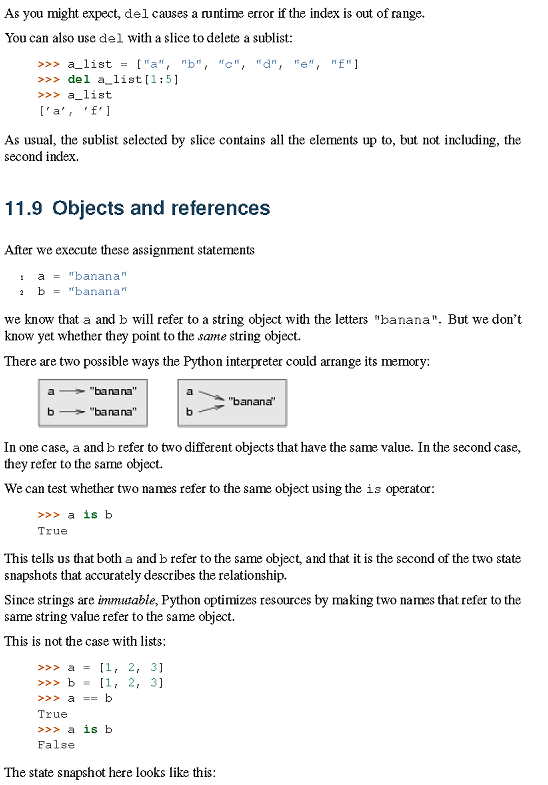 As you might expect, del causes a runtime error if the index is out of range.
You can also use del with a slice to delete a sublist:
>>> a_list = ["a", "b", "c", "d", "e", "f"]
>>> del a_list[1:5]
>>> a_list
['a', 'f']
As usual, the sublist selected by slice contains all the elements up to, but not including, the
second index.
11.9 Objects and references
After we execute these assignment statements
1 a = "banana"
2 b = "banana"
we know that a and b will refer to a string object with the letters "banana". But we don't
know yet whether they point to the same string object.
There are two possible ways the Python interpreter could arrange its memory:
a "banana"
b "banana"
a
b
"banana"
In one case, a and b refer to two different objects that have the same value. In the second case,
they refer to the same object.
We can test whether two names refer to the same object using the is operator:
>>> a is b
True
This tells us that both a and b refer to the same object, and that it is the second of the two state
snapshots that accurately describes the relationship.
Since strings are immutable, Python optimizes resources by making two names that refer to the
same string value refer to the same object.
This is not the case with lists:
>>> a = [1, 2, 3]
>>> b = [1, 2, 3]
>>> a == b
True
>>> a is b
False
The state snapshot here looks like this: